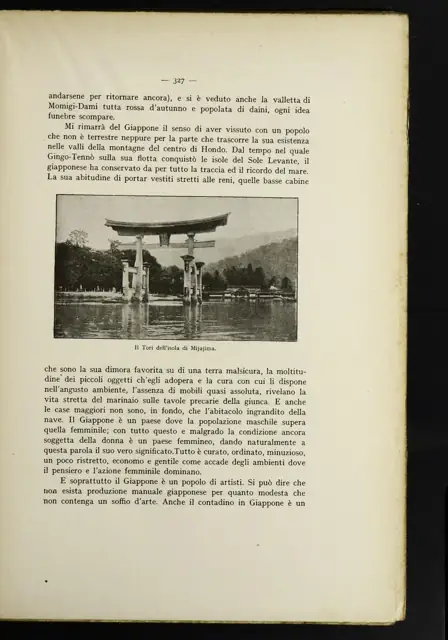 — 327 —
andarsene per ritornare ancora), e si è veduto anche la valletta di
Momigi-Dami tutta rossa d'autunno e popolata di daini, ogni idea
funebre scompare.
Mi rimarrà del Giappone il senso di aver vissuto con un popolo
che non è terrestre neppure per la parte che trascorre la sua esistenza
nelle valli della montagne del centro di Hondo. Dal tempo nel quale
Gingo-Tennò sulla sua flotta conquistò le isole del Sole Levante, il
giapponese ha conservato da per tutto la traccia ed il ricordo del mare.
La sua abitudine di portar vestiti stretti alle reni, quelle basse cabine
Il Tori dell'isola di Mijajima.
che sono la sua dimora favorita su di una terra malsicura, la moltitu-
dine dei piccoli oggetti ch'egli adopera e la cura con cui li dispone
nell'angusto ambiente, l'assenza di mobili quasi assoluta, rivelano la
vita stretta del marinaio sulle tavole precarie della giunca. E anche
le case maggiori non sono, in fondo, che l'abitacolo ingrandito della
nave. Il Giappone è un paese dove la popolazione maschile supera
quella femminile; con tutto questo e malgrado la condizione ancora
soggetta della donna è un paese femmineo, dando naturalmente a
questa parola il suo vero significato.Tutto è curato, ordinato, minuzioso,
un poco ristretto, economo e gentile come accade degli ambienti dove
il pensiero e l'azione femminile dominano.
E soprattutto il Giappone è un popolo di artisti. Si può dire che
non esista produzione manuale giapponese per quanto modesta che
non contenga un soffio d'arte. Anche il contadino in Giappone è un